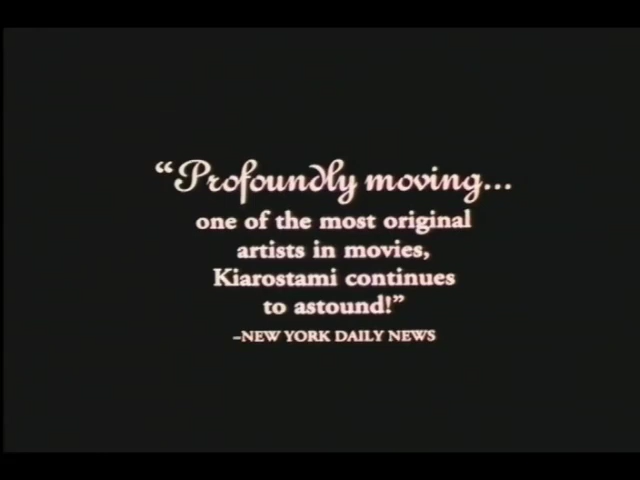 “Profoundly moving...
one of the most original
artists in movies,
Kiarostami continues
to astound!”
–NEW YORK DAILY NEWS